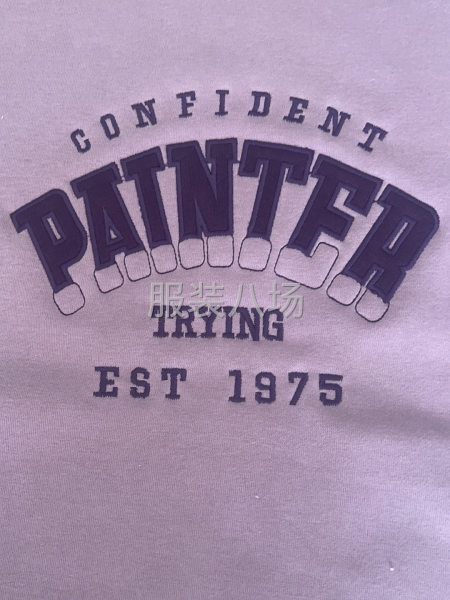 CONFIDENT
PAINTER
服装八场
TRYING
EST 1975